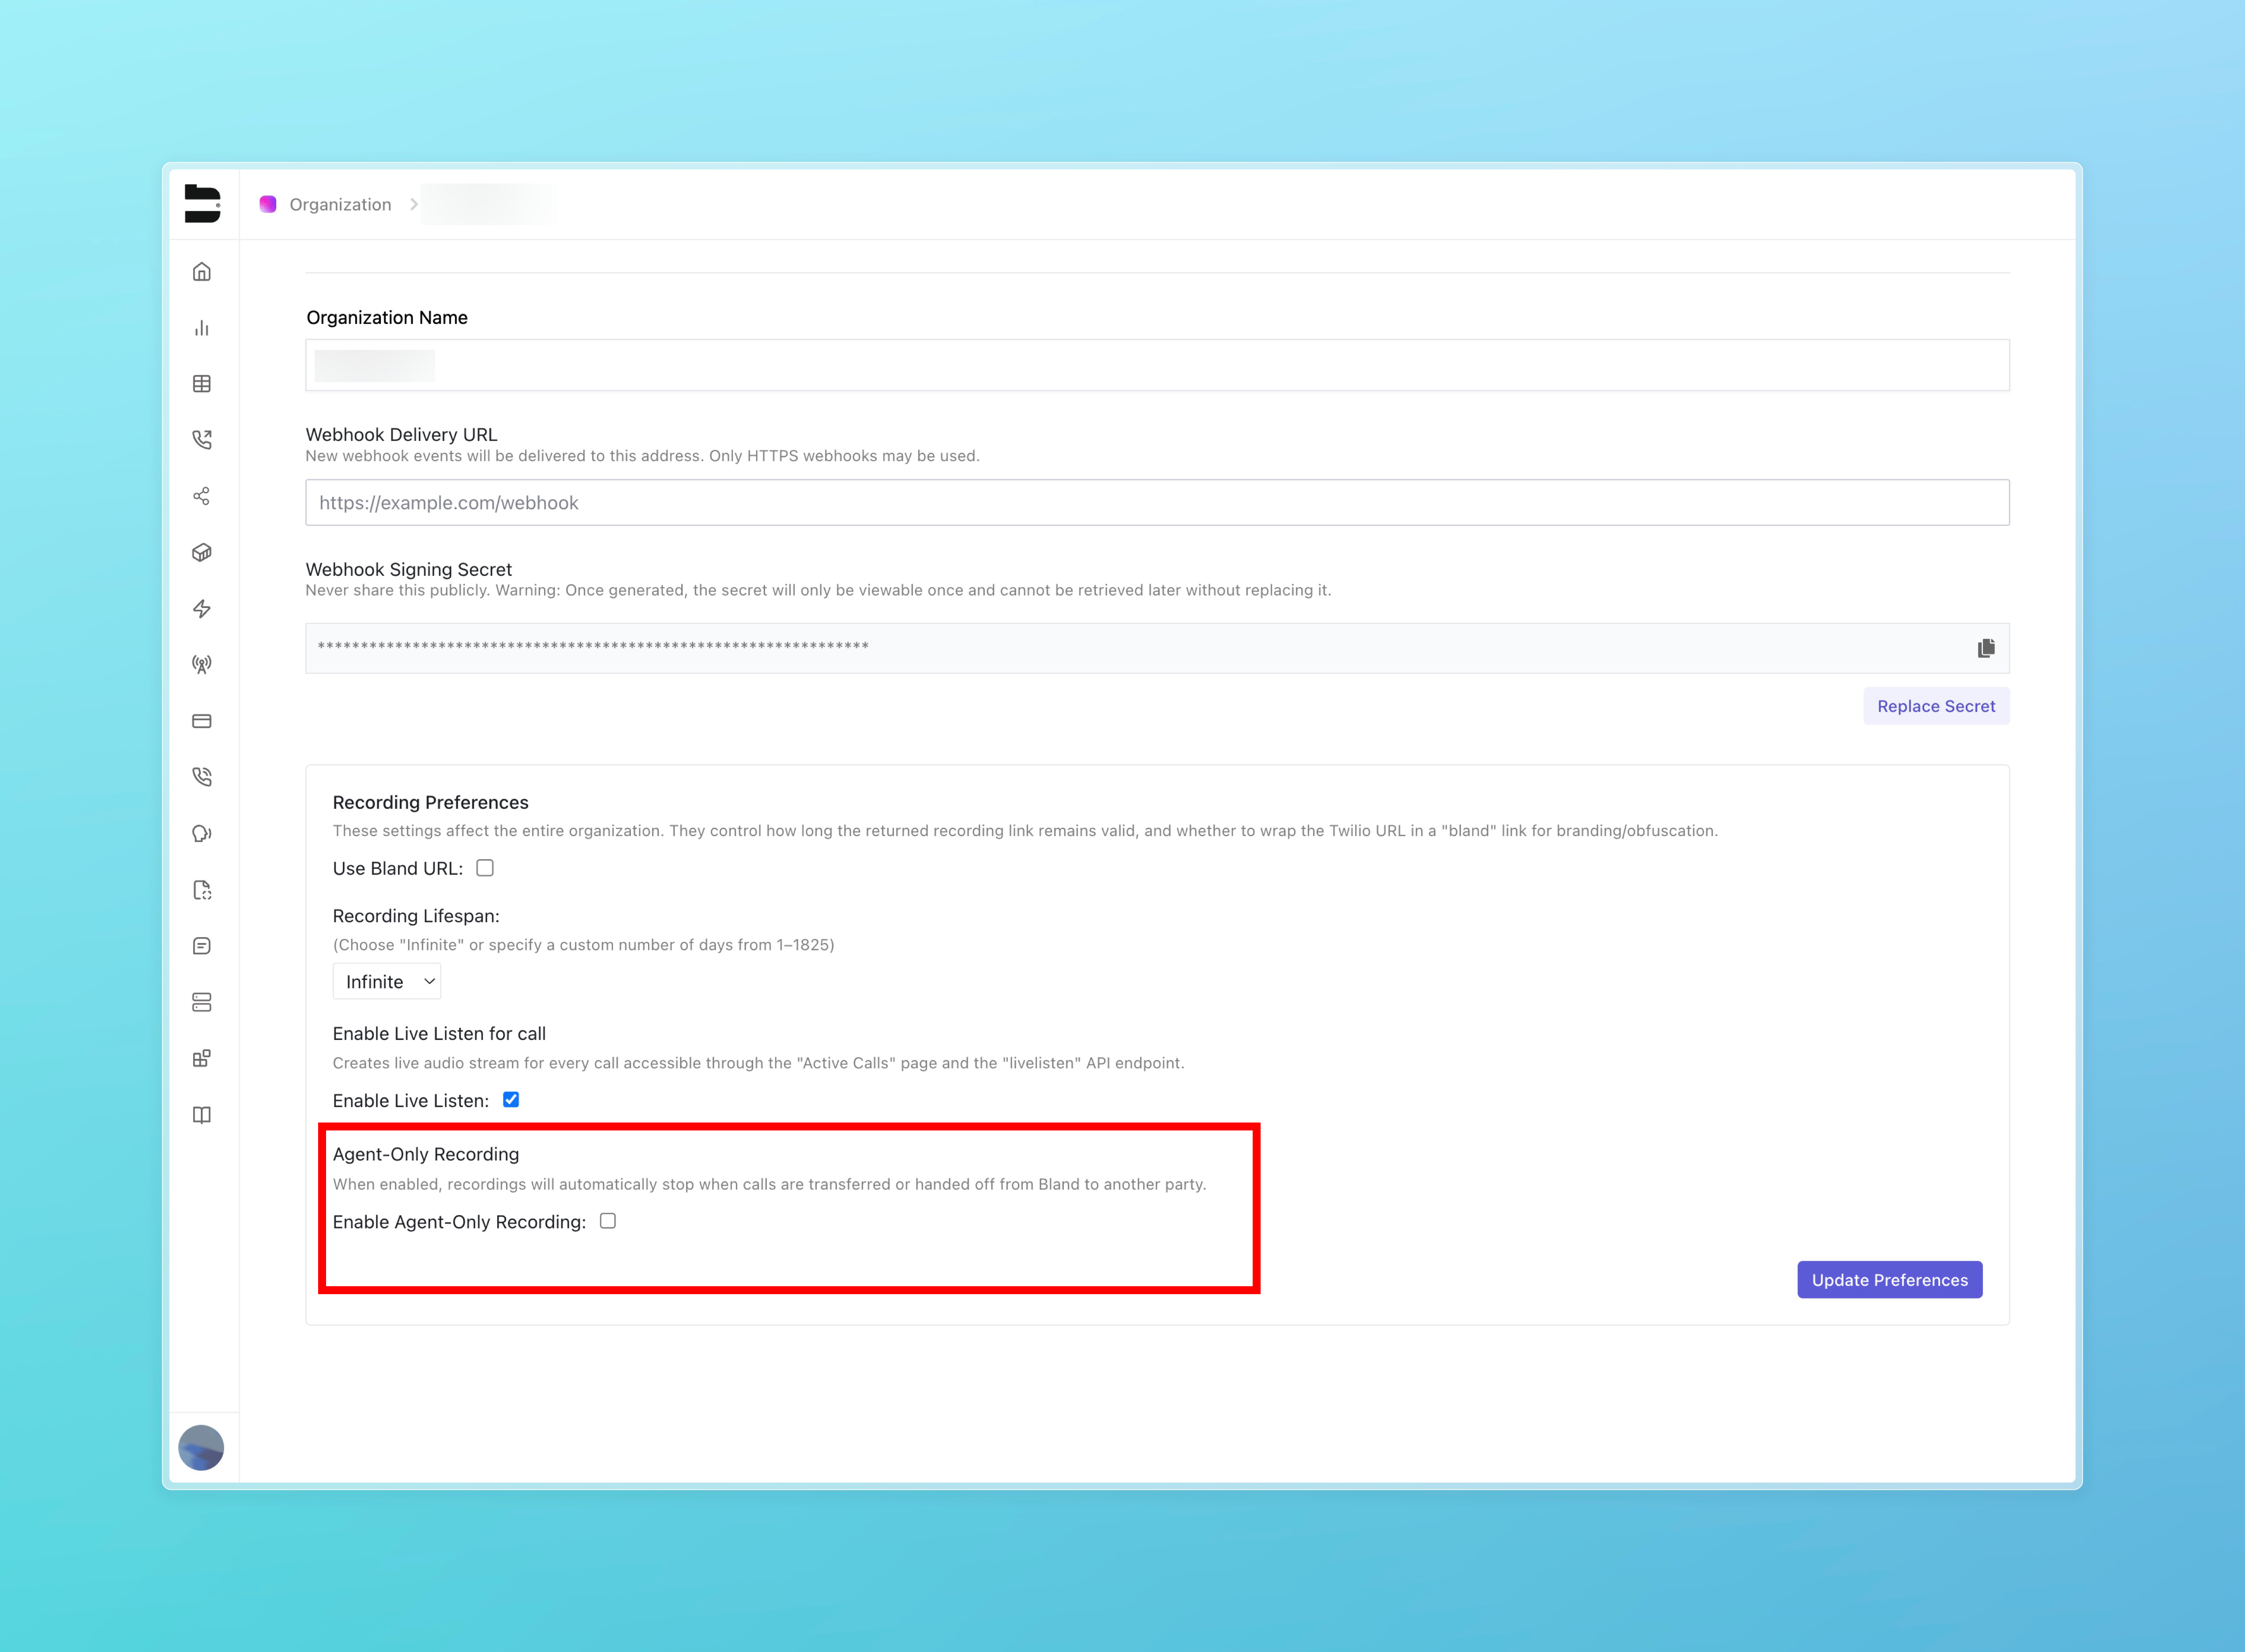 Organization
Organization Name
Webhook Delivery URL
New webhook events will be delivered to this address. Only HTTPS webhooks may be used.
https://example.com/webhook
Webhook Signing Secret
Never share this publicly. Warning: Once generated, the secret will only be viewable once and cannot be retrieved later without replacing it.
****************************************************************
Replace Secret
Recording Preferences
These settings affect the entire organization. They control how long the returned recording link remains valid, and whether to wrap the Twilio URL in a "bland" link for branding/obfuscation.
Use Bland URL:
Recording Lifespan:
(Choose "Infinite" or specify a custom number of days from 1–1825)
Infinite
Enable Live Listen for call
Creates live audio stream for every call accessible through the "Active Calls" page and the "livelisten" API endpoint.
Enable Live Listen:
Agent-Only Recording
When enabled, recordings will automatically stop when calls are transferred or handed off from Bland to another party.
Enable Agent-Only Recording:
Update Preferences